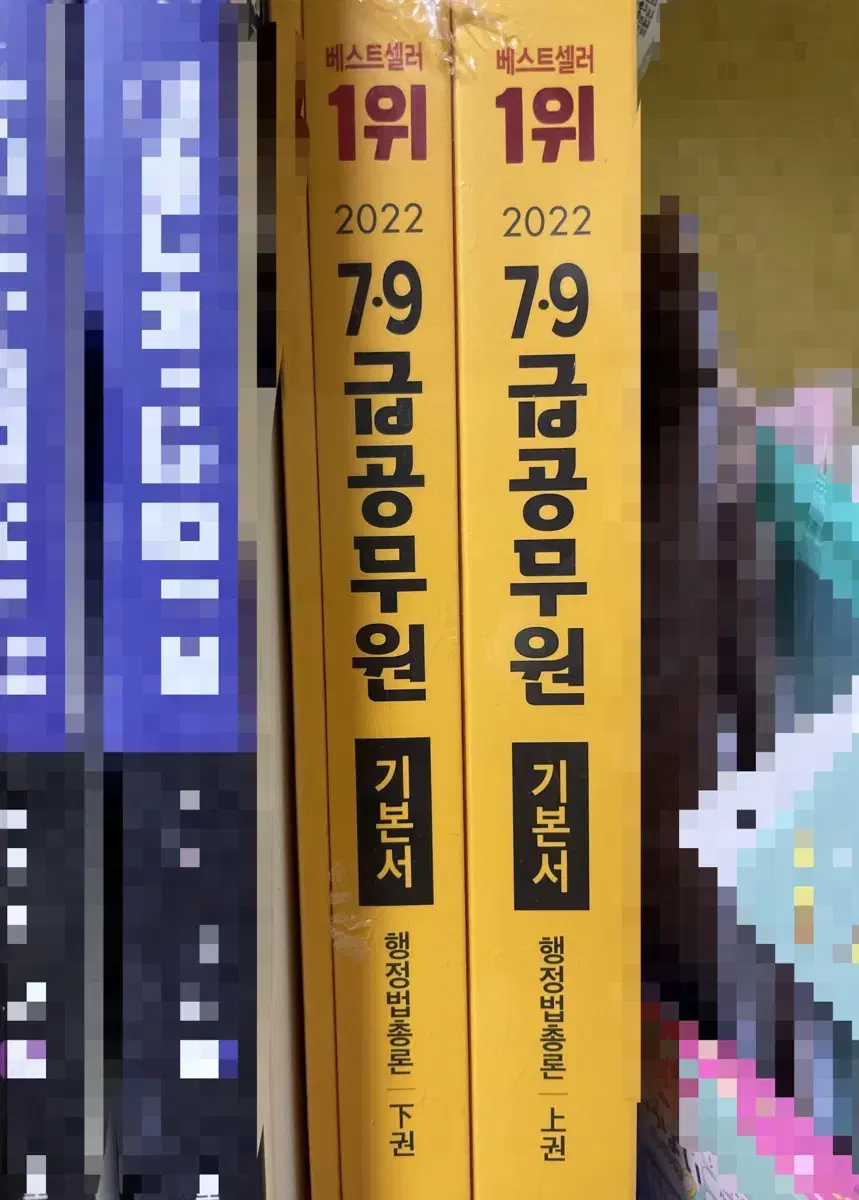 베스트셀러
1위
2022
7·9
급공무원
기본서
행정법총론 | 下권
베스트셀러
1위
2022
7·9
급공무원
기본서
행정법총론 | 上권